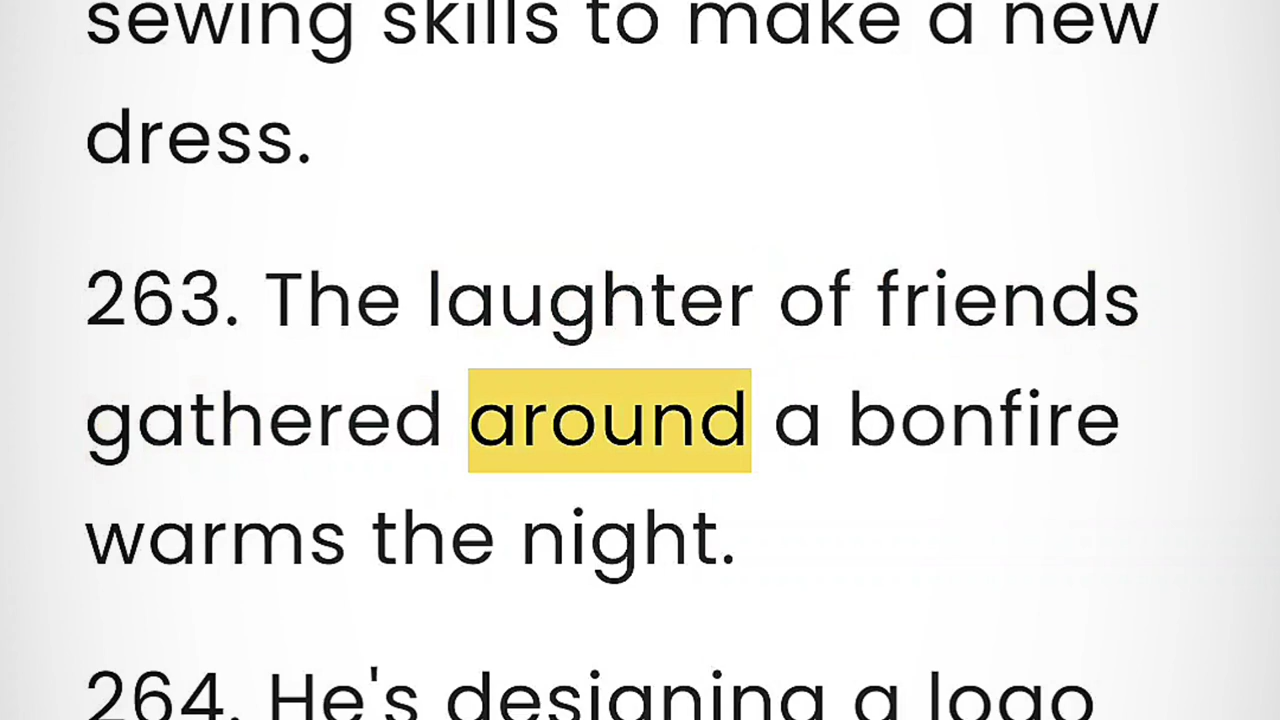 sewing skills to make a new
dress.
263. The laughter of friends
gathered around a bonfire
warms the night.
264. He's designing a logo